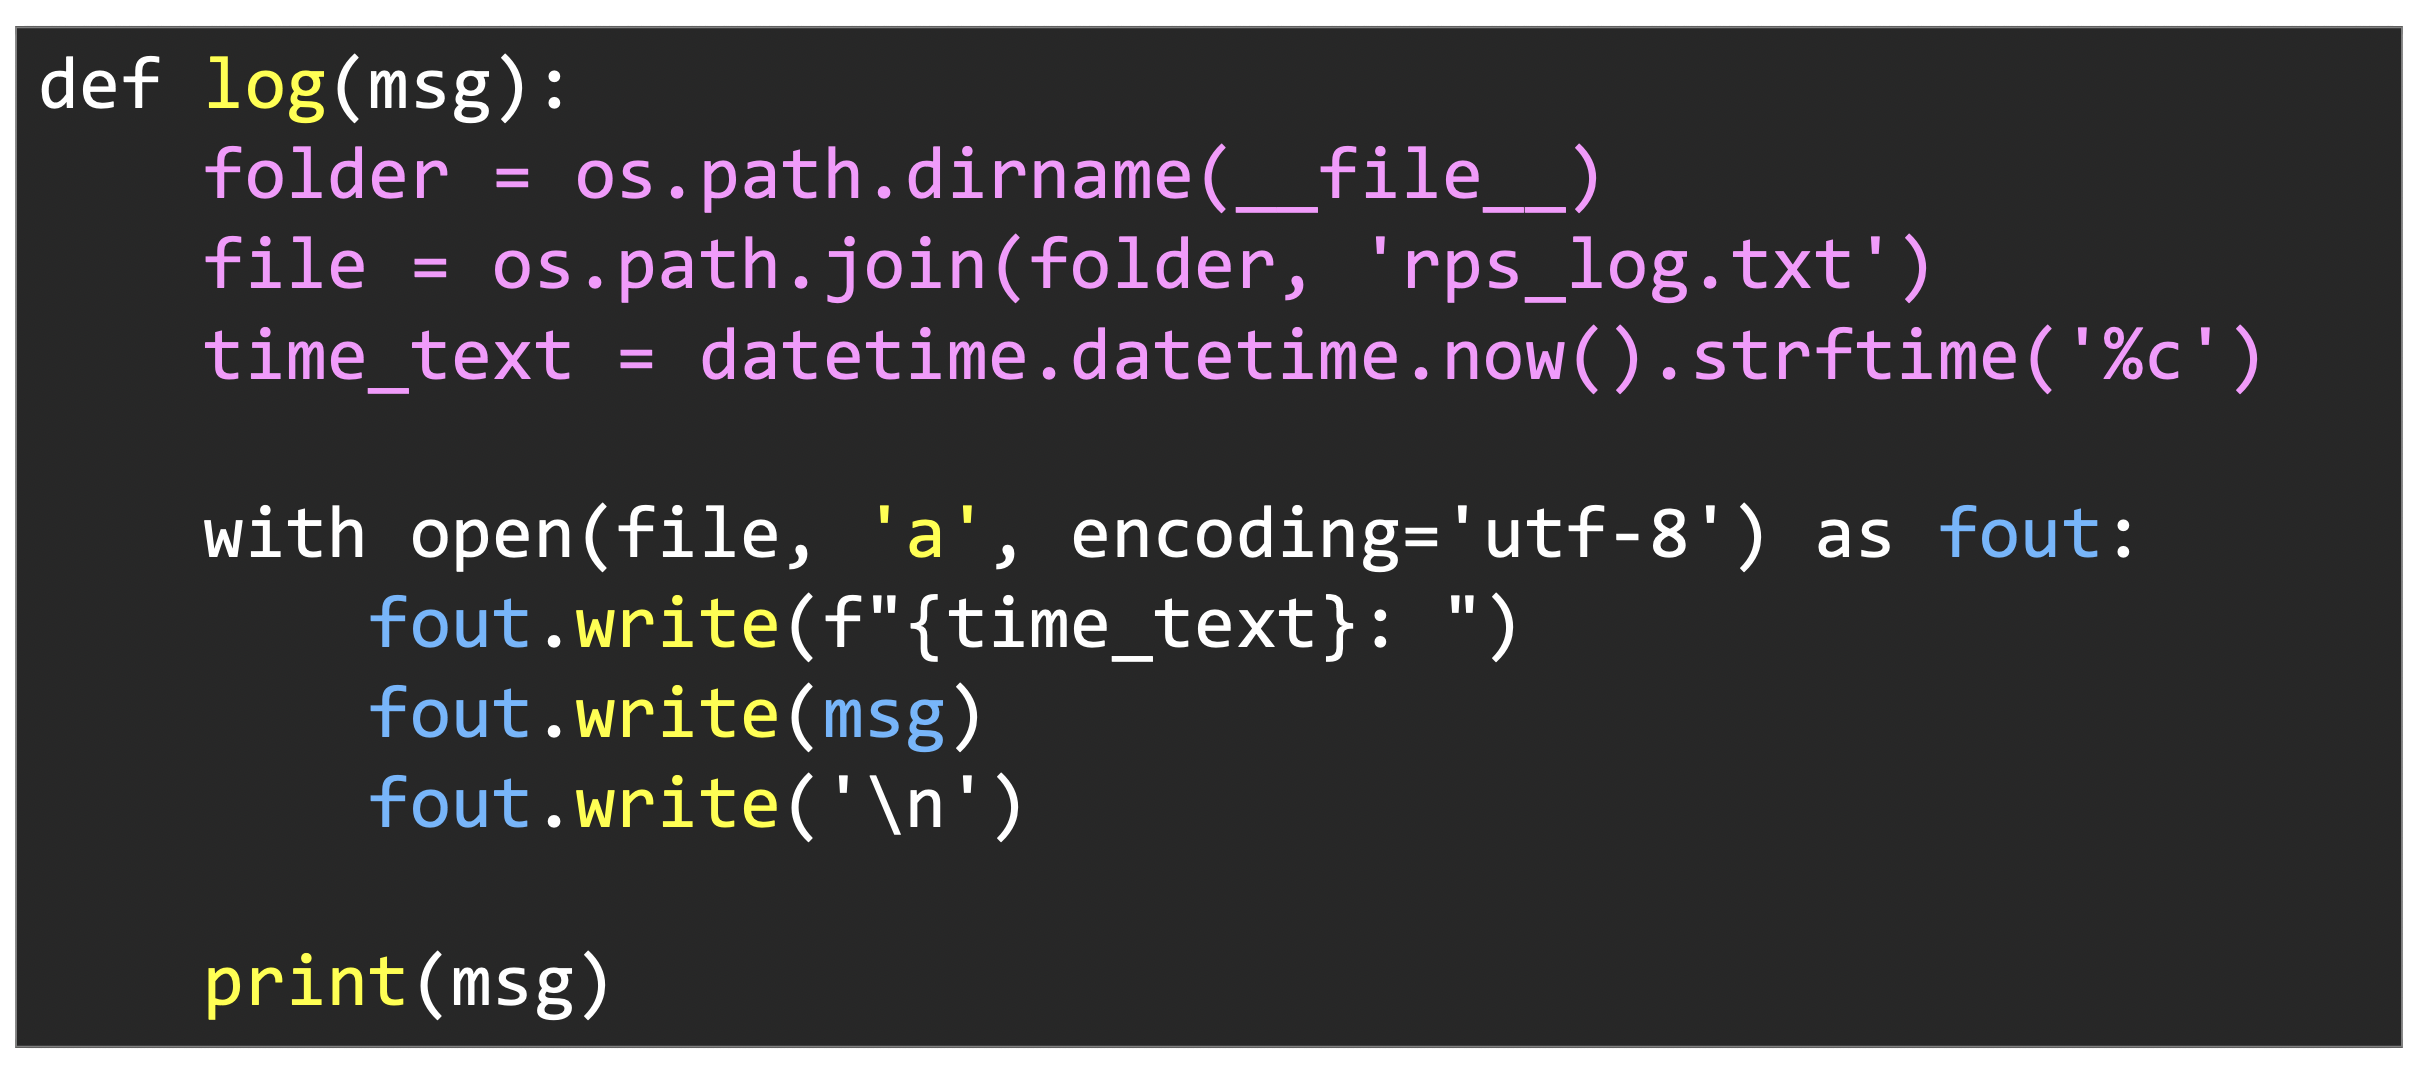 def log(msg):
    folder = os.path.dirname(__file__)
    file = os.path.join(folder, 'rps_log.txt')
    time_text = datetime.datetime.now().strftime('%c')

    with open(file, 'a', encoding='utf-8') as fout:
        fout.write(f"{time_text}: ")
        fout.write(msg)
        fout.write('\n')

    print(msg)